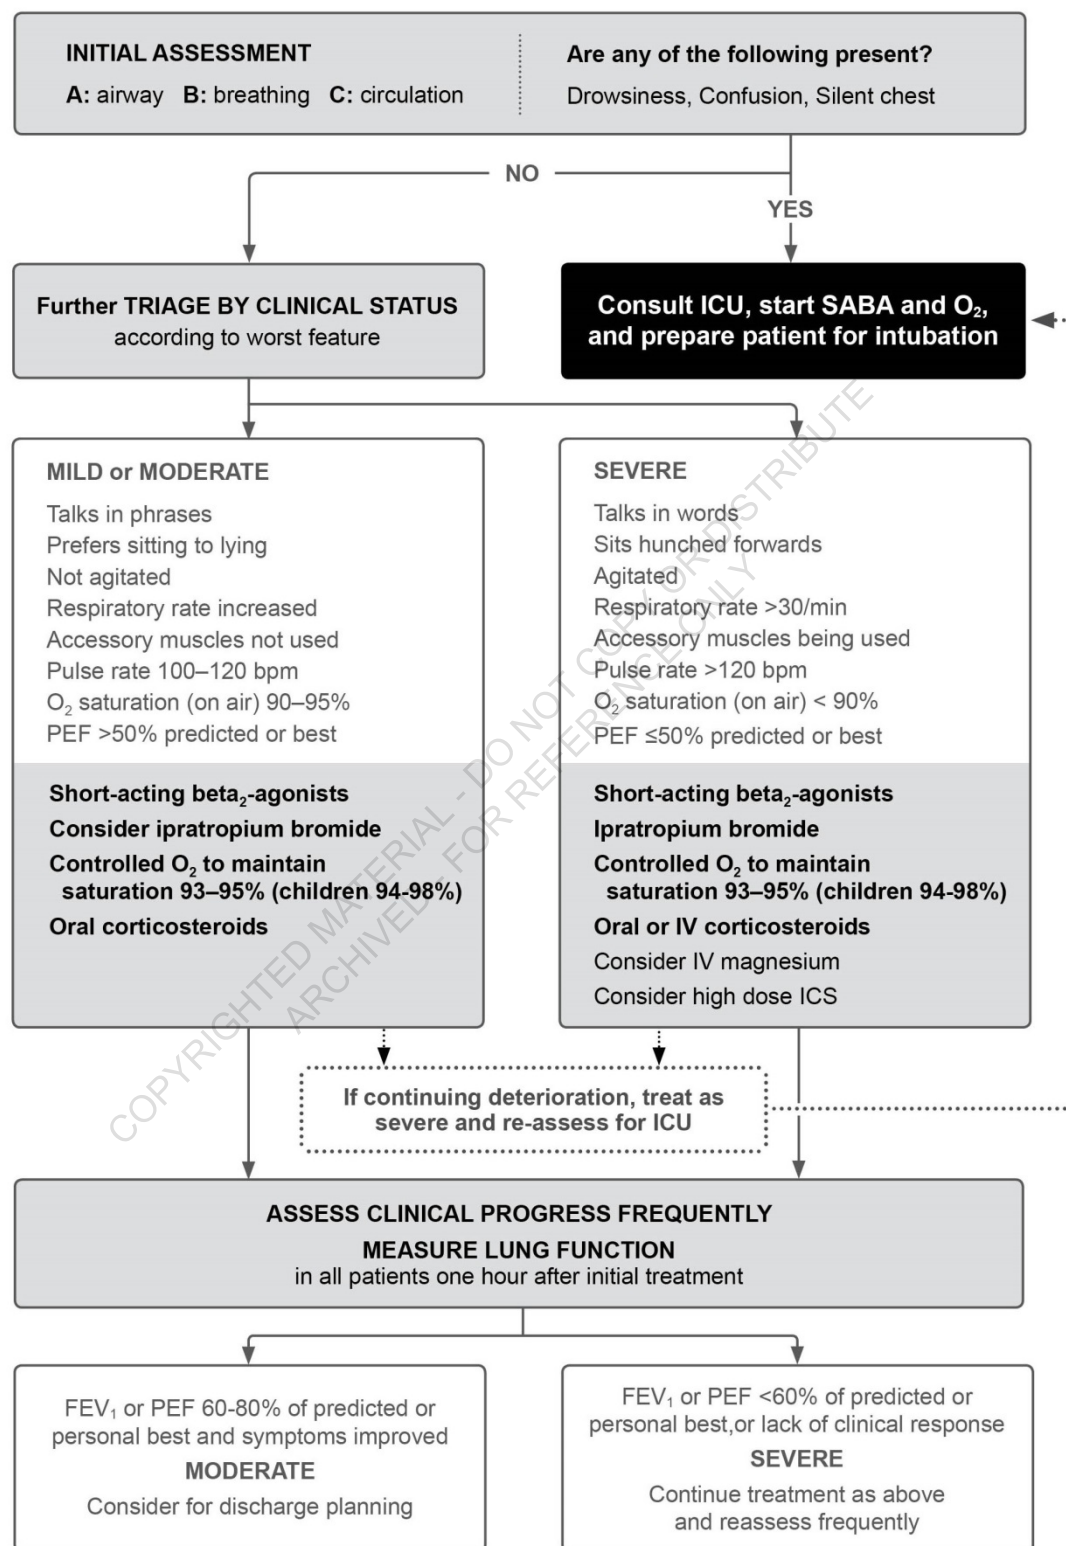 INITIAL ASSESSMENT
A: airway B: breathing C: circulation
Are any of the following present?
Drowsiness, Confusion, Silent chest
NO
YES
Further TRIAGE BY CLINICAL STATUS
according to worst feature
Consult ICU, start SABA and O₂,
and prepare patient for intubation
MILD or MODERATE
Talks in phrases
Prefers sitting to lying
Not agitated
Respiratory rate increased
Accessory muscles not used
Pulse rate 100–120 bpm
O₂ saturation (on air) 90–95%
PEF >50% predicted or best
Short-acting beta₂-agonists
Consider ipratropium bromide
Controlled O₂ to maintain
saturation 93–95% (children 94-98%)
Oral corticosteroids
SEVERE
Talks in words
Sits hunched forwards
Agitated
Respiratory rate >30/min
Accessory muscles being used
Pulse rate >120 bpm
O₂ saturation (on air) < 90%
PEF ≤50% predicted or best
Short-acting beta₂-agonists
Ipratropium bromide
Controlled O₂ to maintain
saturation 93–95% (children 94-98%)
Oral or IV corticosteroids
Consider IV magnesium
Consider high dose ICS
If continuing deterioration, treat as
severe and re-assess for ICU
ASSESS CLINICAL PROGRESS FREQUENTLY
MEASURE LUNG FUNCTION
in all patients one hour after initial treatment
FEV₁ or PEF 60-80% of predicted or
personal best and symptoms improved
MODERATE
Consider for discharge planning
FEV₁ or PEF <60% of predicted or
personal best,or lack of clinical response
SEVERE
Continue treatment as above
and reassess frequently
COPYRIGHTED MATERIAL - DO NOT COPY OR DISTRIBUTE
ARCHIVED - FOR REFERENCE ONLY